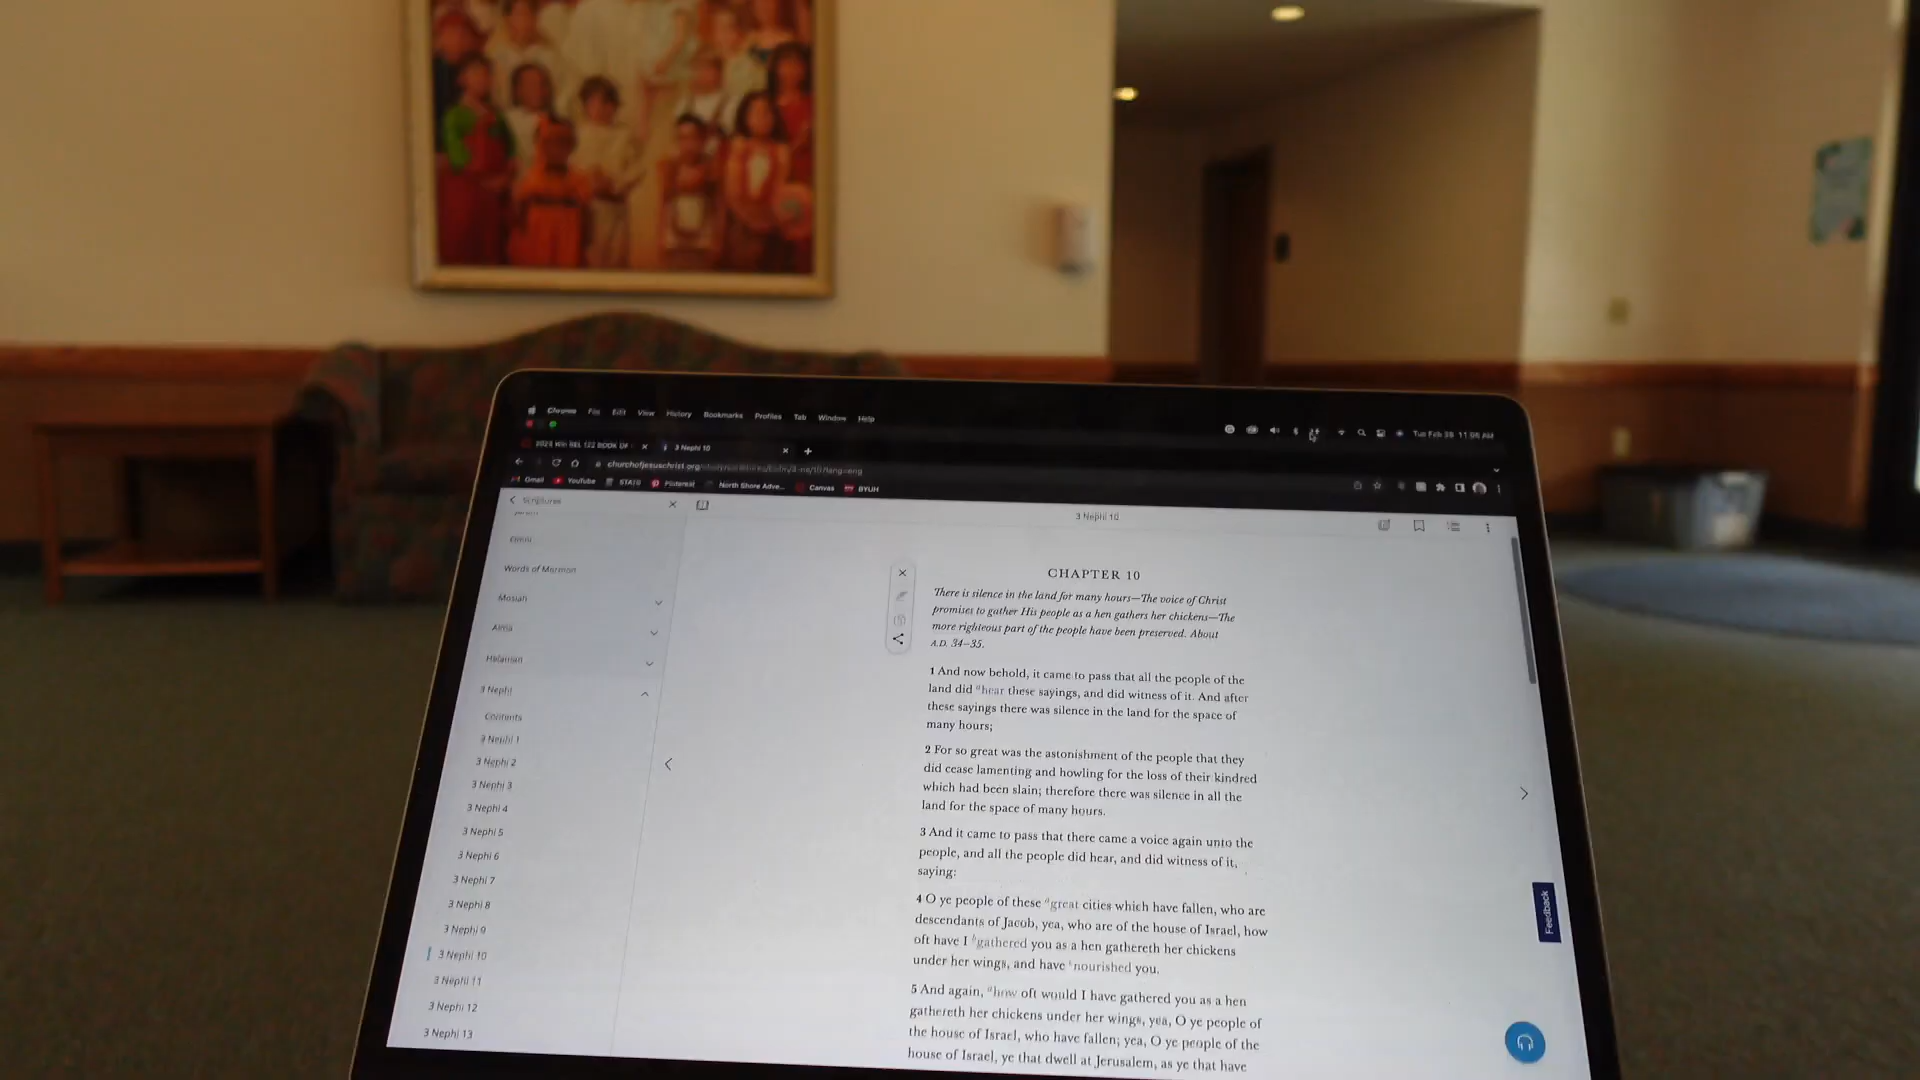 Chrome File Edit View History Bookmarks Profiles Tab Window Help
Tue Feb 28 11:06 AM
3 Nephi 10
churchofjesuschrist.org
Gmail YouTube STATS Pinterest North Shore Adve... Canvas BYUH
Scriptures
3 Nephi 10
Omni
Words of Mormon
Mosiah
Alma
Helaman
3 Nephi
Contents
3 Nephi 1
3 Nephi 2
3 Nephi 3
3 Nephi 4
3 Nephi 5
3 Nephi 6
3 Nephi 7
3 Nephi 8
3 Nephi 9
3 Nephi 10
3 Nephi 11
3 Nephi 12
3 Nephi 13
CHAPTER 10
There is silence in the land for many hours—The voice of Christ
promises to gather His people as a hen gathers her chickens—The
more righteous part of the people have been preserved. About
A.D. 34–35.
1 And now behold, it came to pass that all the people of the
land did a hear these sayings, and did witness of it. And after
these sayings there was silence in the land for the space of
many hours;
2 For so great was the astonishment of the people that they
did cease lamenting and howling for the loss of their kindred
which had been slain; therefore there was silence in all the
land for the space of many hours.
3 And it came to pass that there came a voice again unto the
people, and all the people did hear, and did witness of it,
saying:
4 O ye people of these a great cities which have fallen, who are
descendants of Jacob, yea, who are of the house of Israel, how
oft have I b gathered you as a hen gathereth her chickens
under her wings, and have c nourished you.
5 And again, a how oft would I have gathered you as a hen
gathereth her chickens under her wings, yea, O ye people of
the house of Israel, who have fallen; yea, O ye people of the
house of Israel, ye that dwell at Jerusalem, as ye that have
Feedback